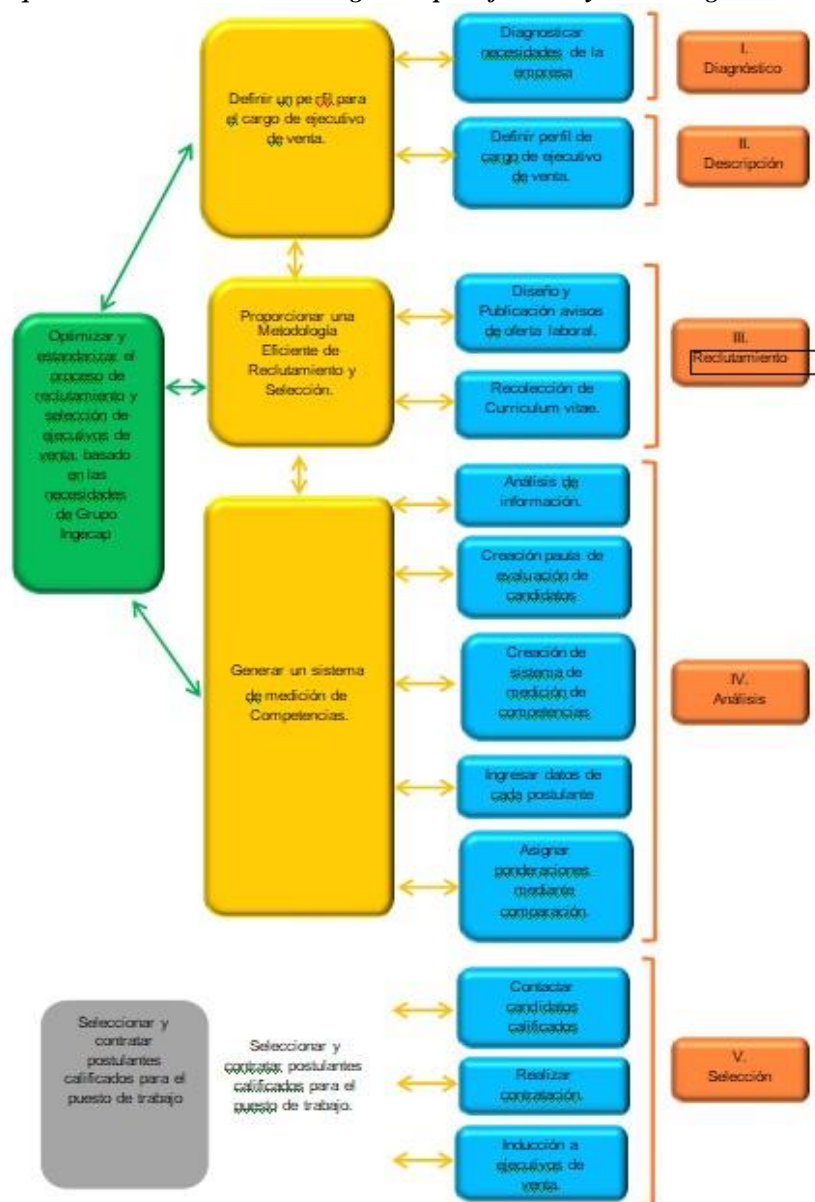 Diagnosticar
necesidades de la
empresa
I.
Diagnóstico
Definir un pe rfil para
el cargo de ejecutivo
de venta.
Definir perfil de
cargo de ejecutivo
de venta.
II.
Descripción
Optimizar y
estandarizar el
proceso de
reclutamiento y
selección de
ejecutivos de
venta, basado
en las
necesidades
de Grupo
Ingecap
Proporcionar una
Metodología
Eficiente de
Reclutamiento y
Selección.
Diseño y
Publicación avisos
de oferta laboral.
Recolección de
Curriculum vitae.
III.
Reclutamiento
Generar un sistema
de medición de
Competencias.
Análisis de
información.
Creación pauta de
evaluación de
candidatos
Creación de
sistema de
medición de
competencias
Ingresar datos de
cada postulante
Asignar
ponderaciones
mediante
comparación.
IV.
Análisis
Seleccionar y
contratar
postulantes
calificados para el
puesto de trabajo
Seleccionar y
contratar postulantes
calificados para el
puesto de trabajo.
Contactar
candidatos
calificados
Realizar
contratación.
Inducción a
ejecutivos de
venta.
V.
Selección